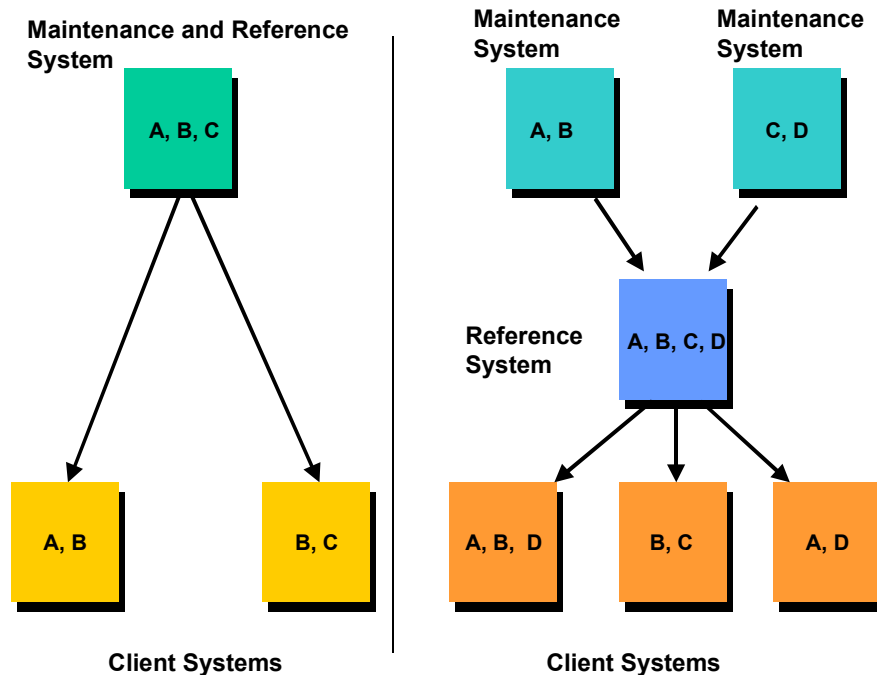 Maintenance and Reference
System
A, B, C
A, B
B, C
Client Systems
Maintenance
System
Maintenance
System
A, B
C, D
Reference
System
A, B, C, D
A, B, D
B, C
A, D
Client Systems